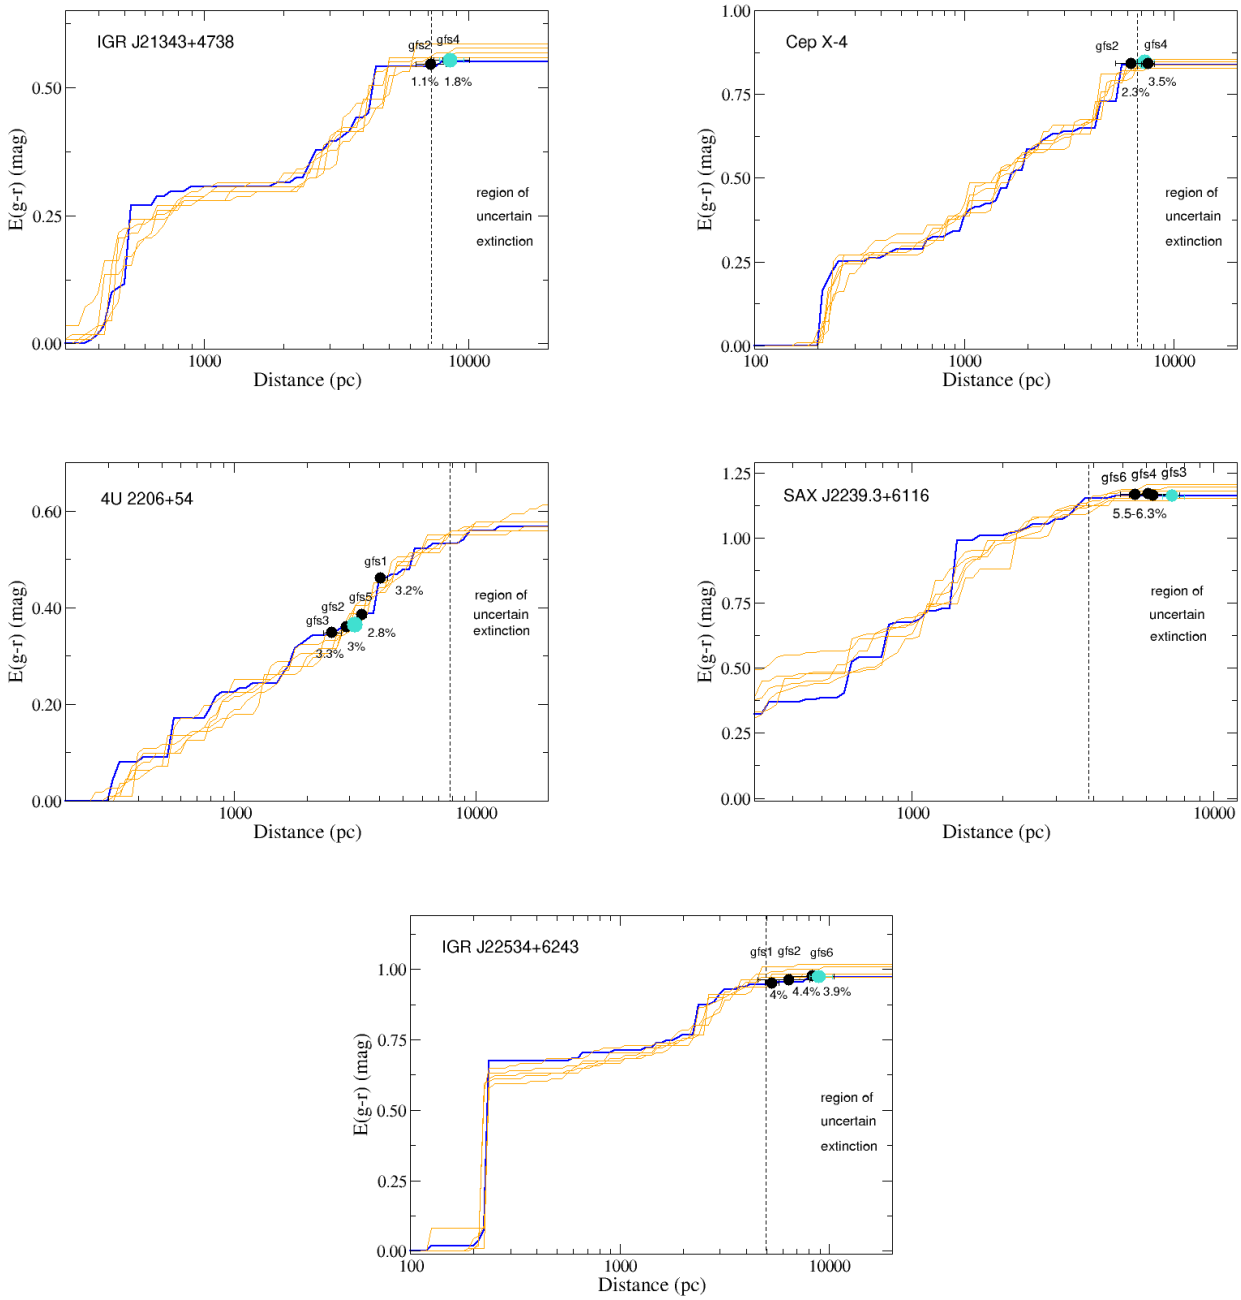 IGR J21343+4738
gfs2 gfs4
1.1% 1.8%
0.50
0.25
0.00
E(g-r) (mag)
region of
uncertain
extinction
1000 10000
Distance (pc)
1.00
Cep X-4
gfs2 gfs4
3.5%
2.3%
0.75
0.50
0.25
0.00
E(g-r) (mag)
region of
uncertain
extinction
100 1000 10000
Distance (pc)
4U 2206+54
0.60
0.40
0.20
0.00
E(g-r) (mag)
gfs1
3.2%
gfs5
gfs2
gfs3
2.8%
3%
3.3%
region of
uncertain
extinction
1000 10000
Distance (pc)
1.25
SAX J2239.3+6116
gfs6 gfs4 gfs3
5.5-6.3%
1.00
0.75
0.50
0.25
0.00
E(g-r) (mag)
region of
uncertain
extinction
1000 10000
Distance (pc)
IGR J22534+6243
gfs1 gfs2 gfs6
4% 4.4% 3.9%
1.00
0.75
0.50
0.25
0.00
E(g-r) (mag)
region of
uncertain
extinction
100 1000 10000
Distance (pc)